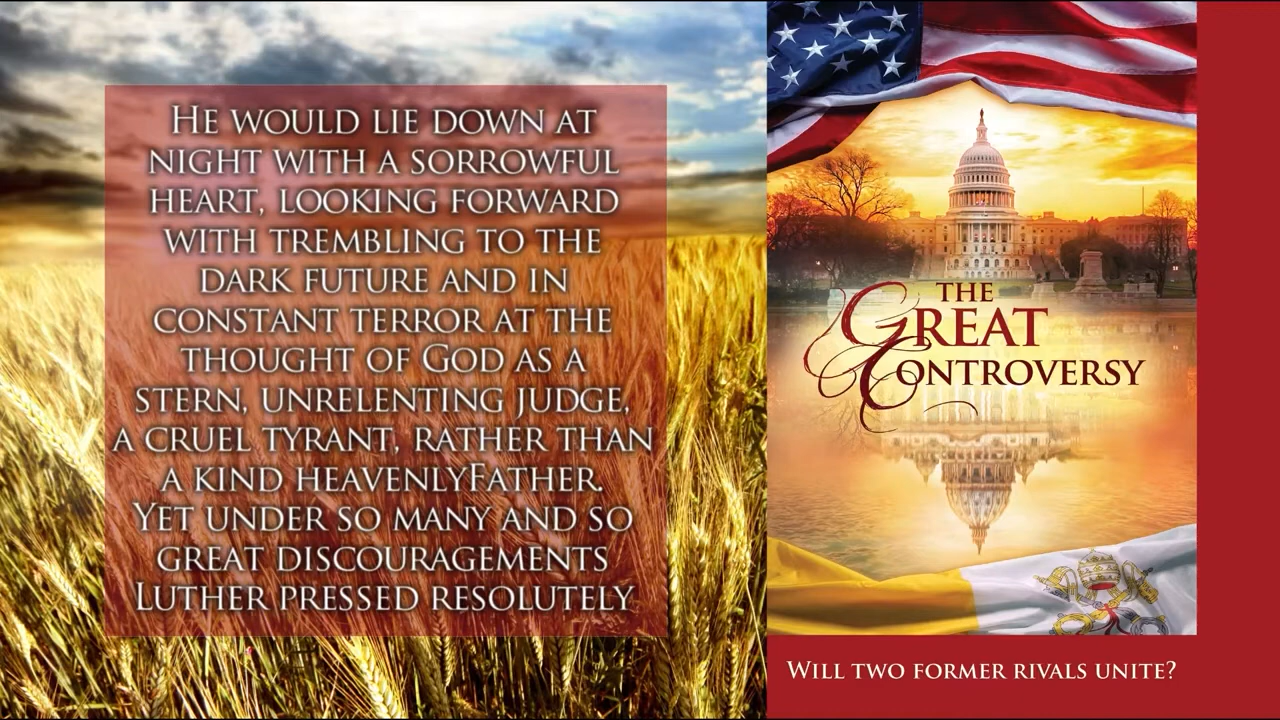 He would lie down at
night with a sorrowful
heart, looking forward
with trembling to the
dark future and in
constant terror at the
thought of God as a
stern, unrelenting judge,
a cruel tyrant, rather than
a kind heavenlyFather.
Yet under so many and so
great discouragements
Luther pressed resolutely
The
Great
Controversy
Will two former rivals unite?